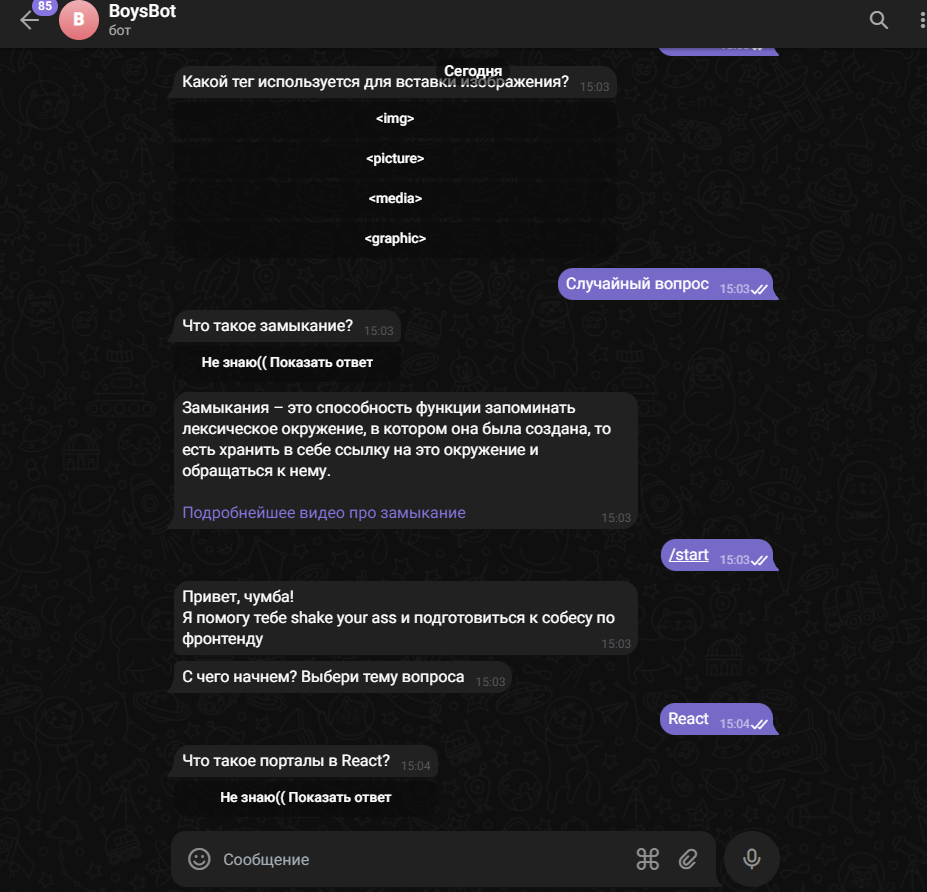 85
B
BoysBot
бот
Сегодня
Какой тег используется для вставки изображения? 15:03
<img>
<picture>
<media>
<graphic>
Случайный вопрос 15:03
Что такое замыкание? 15:03
Не знаю(( Показать ответ
Замыкания – это способность функции запоминать
лексическое окружение, в котором она была создана, то
есть хранить в себе ссылку на это окружение и
обращаться к нему.
Подробнейшее видео про замыкание
15:03
/start 15:03
Привет, чумба!
Я помогу тебе shake your ass и подготовиться к собесу по
фронтенду 15:03
С чего начнем? Выбери тему вопроса 15:03
React 15:04
Что такое порталы в React? 15:04
Не знаю(( Показать ответ
Сообщение